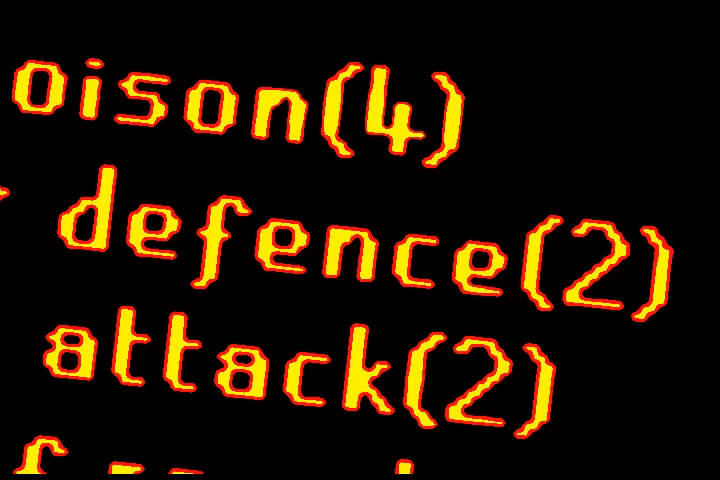 oison(4)
defence(2)
attack(2)